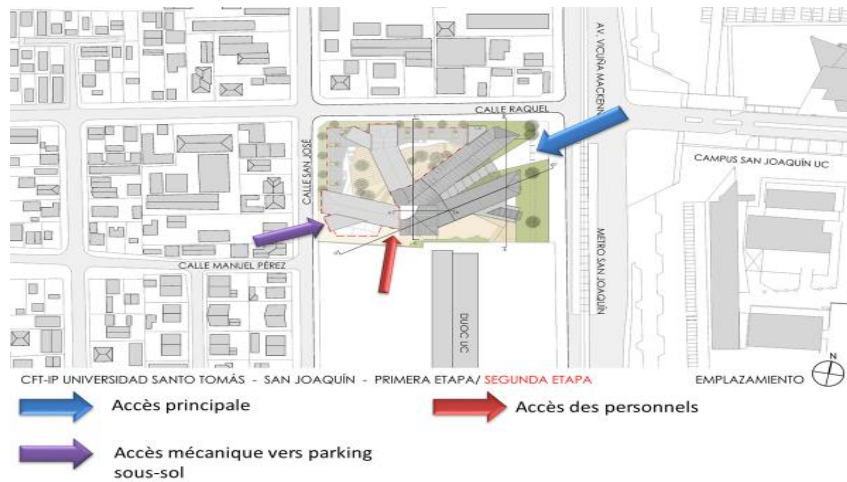 CALLE RAQUEL
AV. VICUÑA MACKENN
CALLE SAN JOSÉ
CAMPUS SAN JOAQUÍN UC
CALLE MANUEL PÉREZ
METRO SAN JOAQUÍN
DUOC UC
CFT-IP UNIVERSIDAD SANTO TOMÁS - SAN JOAQUÍN - PRIMERA ETAPA/ SEGUNDA ETAPA
EMPLAZAMIENTO
N
Accès principale
Accès des personnels
Accès mécanique vers parking
sous-sol